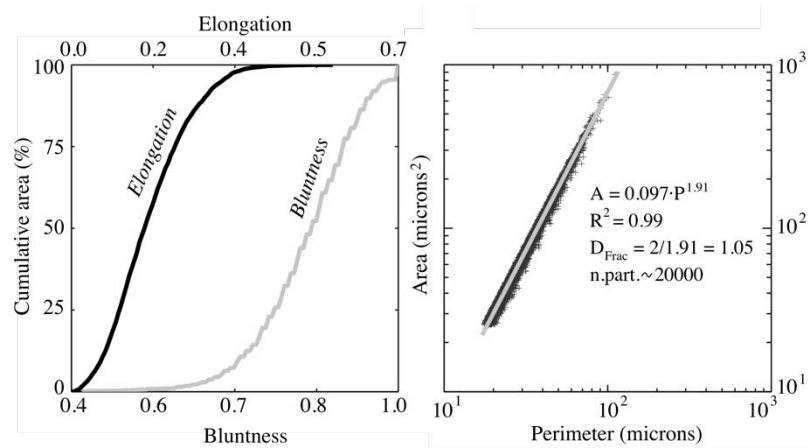 Elongation
0.0 0.2 0.4 0.5 0.7
100
75
50
25
0
Cumulative area (%)
Elongation
Bluntness
0.4 0.6 0.7 0.8 1.0
Bluntness
10³
10²
10¹
Area (microns²)
A = 0.097·P^1.91
R² = 0.99
D_Frac = 2/1.91 = 1.05
n.part.~20000
10¹ 10² 10³
Perimeter (microns)